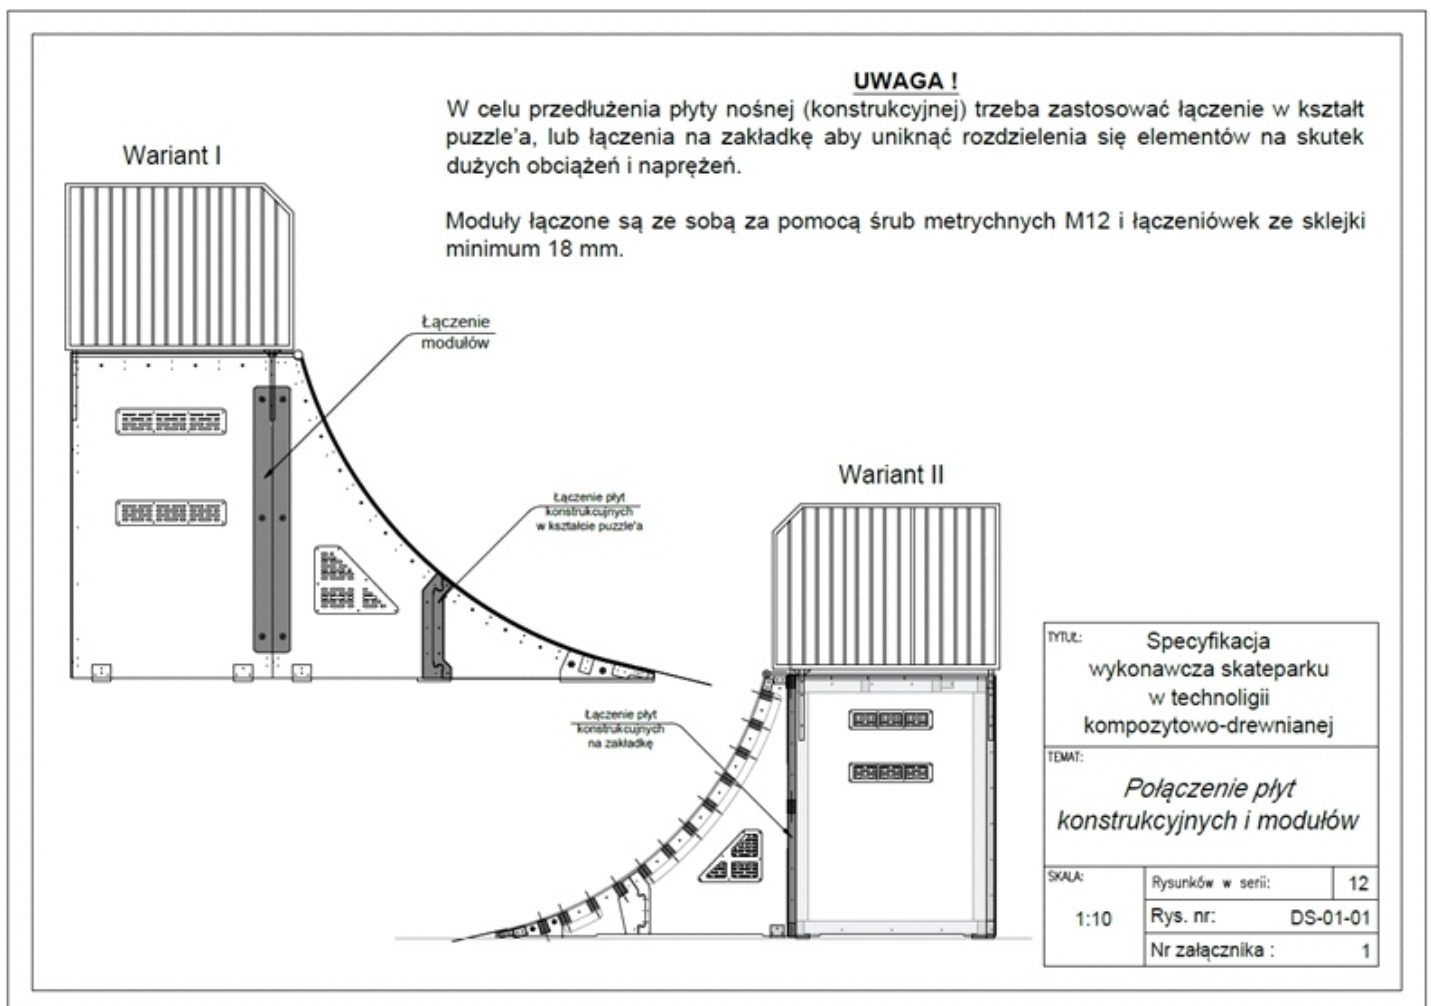 UWAGA !
W celu przedłużenia płyty nośnej (konstrukcyjnej) trzeba zastosować łączenie w kształt
puzzle'a, lub łączenia na zakładkę aby uniknąć rozdzielenia się elementów na skutek
dużych obciążeń i naprężeń.
Moduły łączone są ze sobą za pomocą śrub metrychnych M12 i łączeniówek ze sklejki
minimum 18 mm.
Wariant I
Łączenie
modułów
Łączenie płyt
konstrukcujnych
w kształcie puzzle'a
Wariant II
Łączenie płyt
konstrukcujnych
na zakładkę
TYTUŁ:
Specyfikacja
wykonawcza skateparku
w technoligii
kompozytowo-drewnianej
TEMAT:
Połączenie płyt
konstrukcyjnych i modułów
SKALA:
1:10
Rysunków w serii: 12
Rys. nr: DS-01-01
Nr załącznika : 1